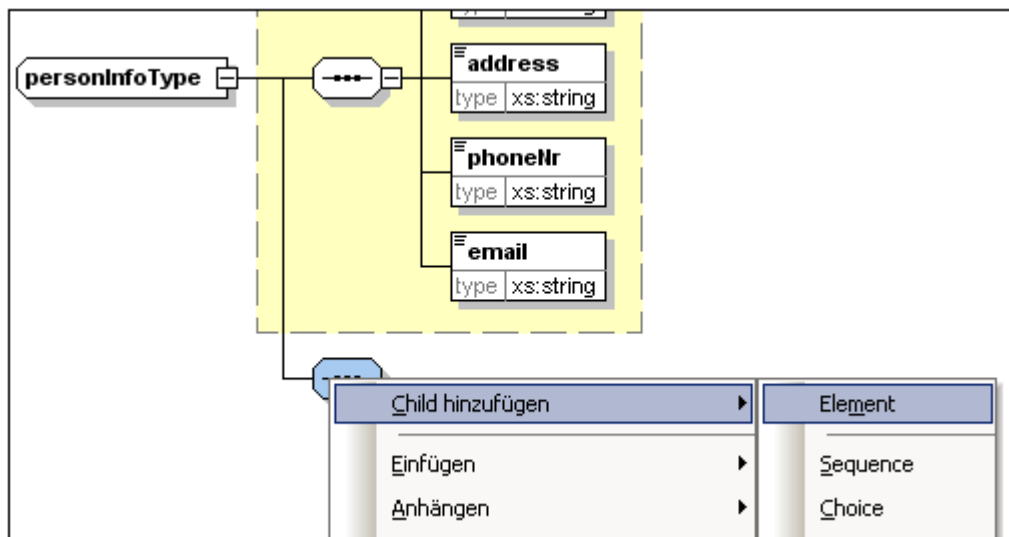 address
personInfoType
type xs:string
phoneNr
type xs:string
email
type xs:string
Child hinzufügen
Element
Einfügen
Sequence
Anhängen
Choice